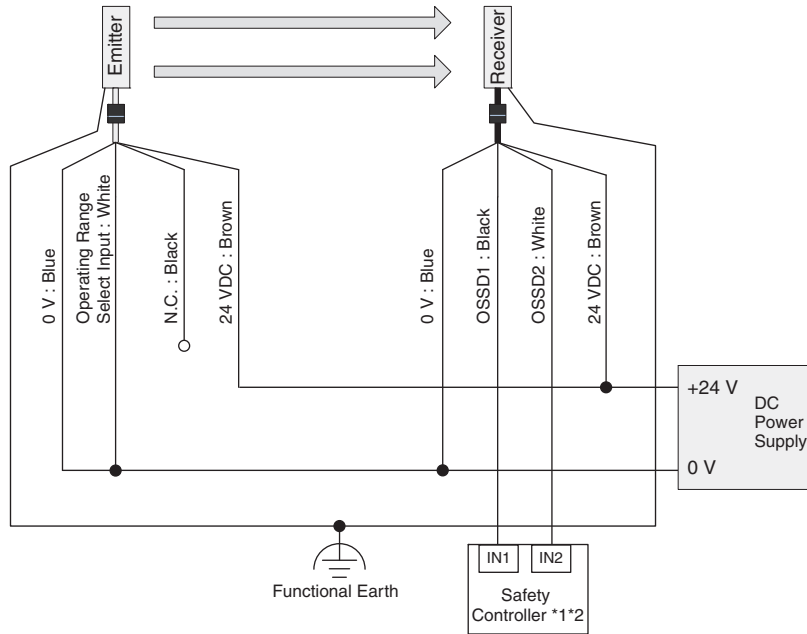 Emitter
Receiver
0 V : Blue
Operating Range
Select Input : White
N.C. : Black
24 VDC : Brown
0 V : Blue
OSSD1 : Black
OSSD2 : White
24 VDC : Brown
+24 V
DC
Power
Supply
0 V
Functional Earth
IN1
IN2
Safety
Controller *1*2